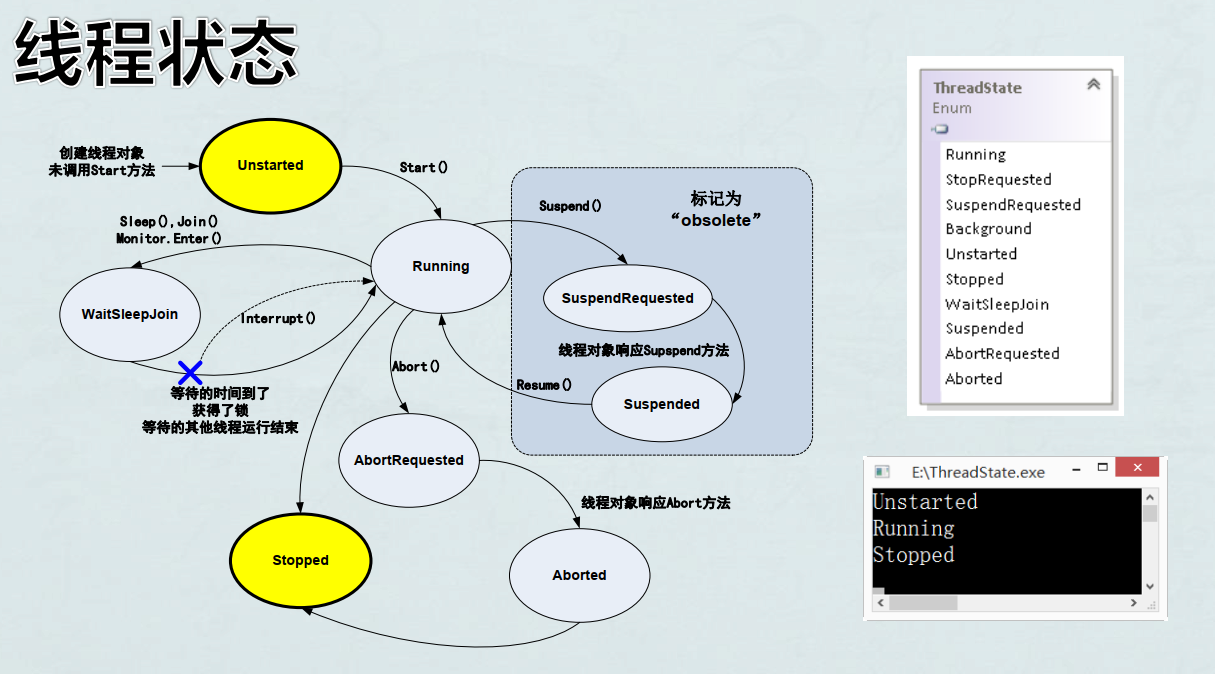 线程状态
创建线程对象
未调用Start方法
Unstarted
Start()
Sleep(),Join()
Monitor.Enter()
Running
WaitSleepJoin
Interrupt()
等待的时间到了
获得了锁
等待的其他线程运行结束
标记为
“obsolete”
Suspend()
SuspendRequested
线程对象响应Supspend方法
Resume()
Suspended
Abort()
AbortRequested
线程对象响应Abort方法
Aborted
Stopped
ThreadState
Enum
Running
StopRequested
SuspendRequested
Background
Unstarted
Stopped
WaitSleepJoin
Suspended
AbortRequested
Aborted
E:\ThreadState.exe
Unstarted
Running
Stopped